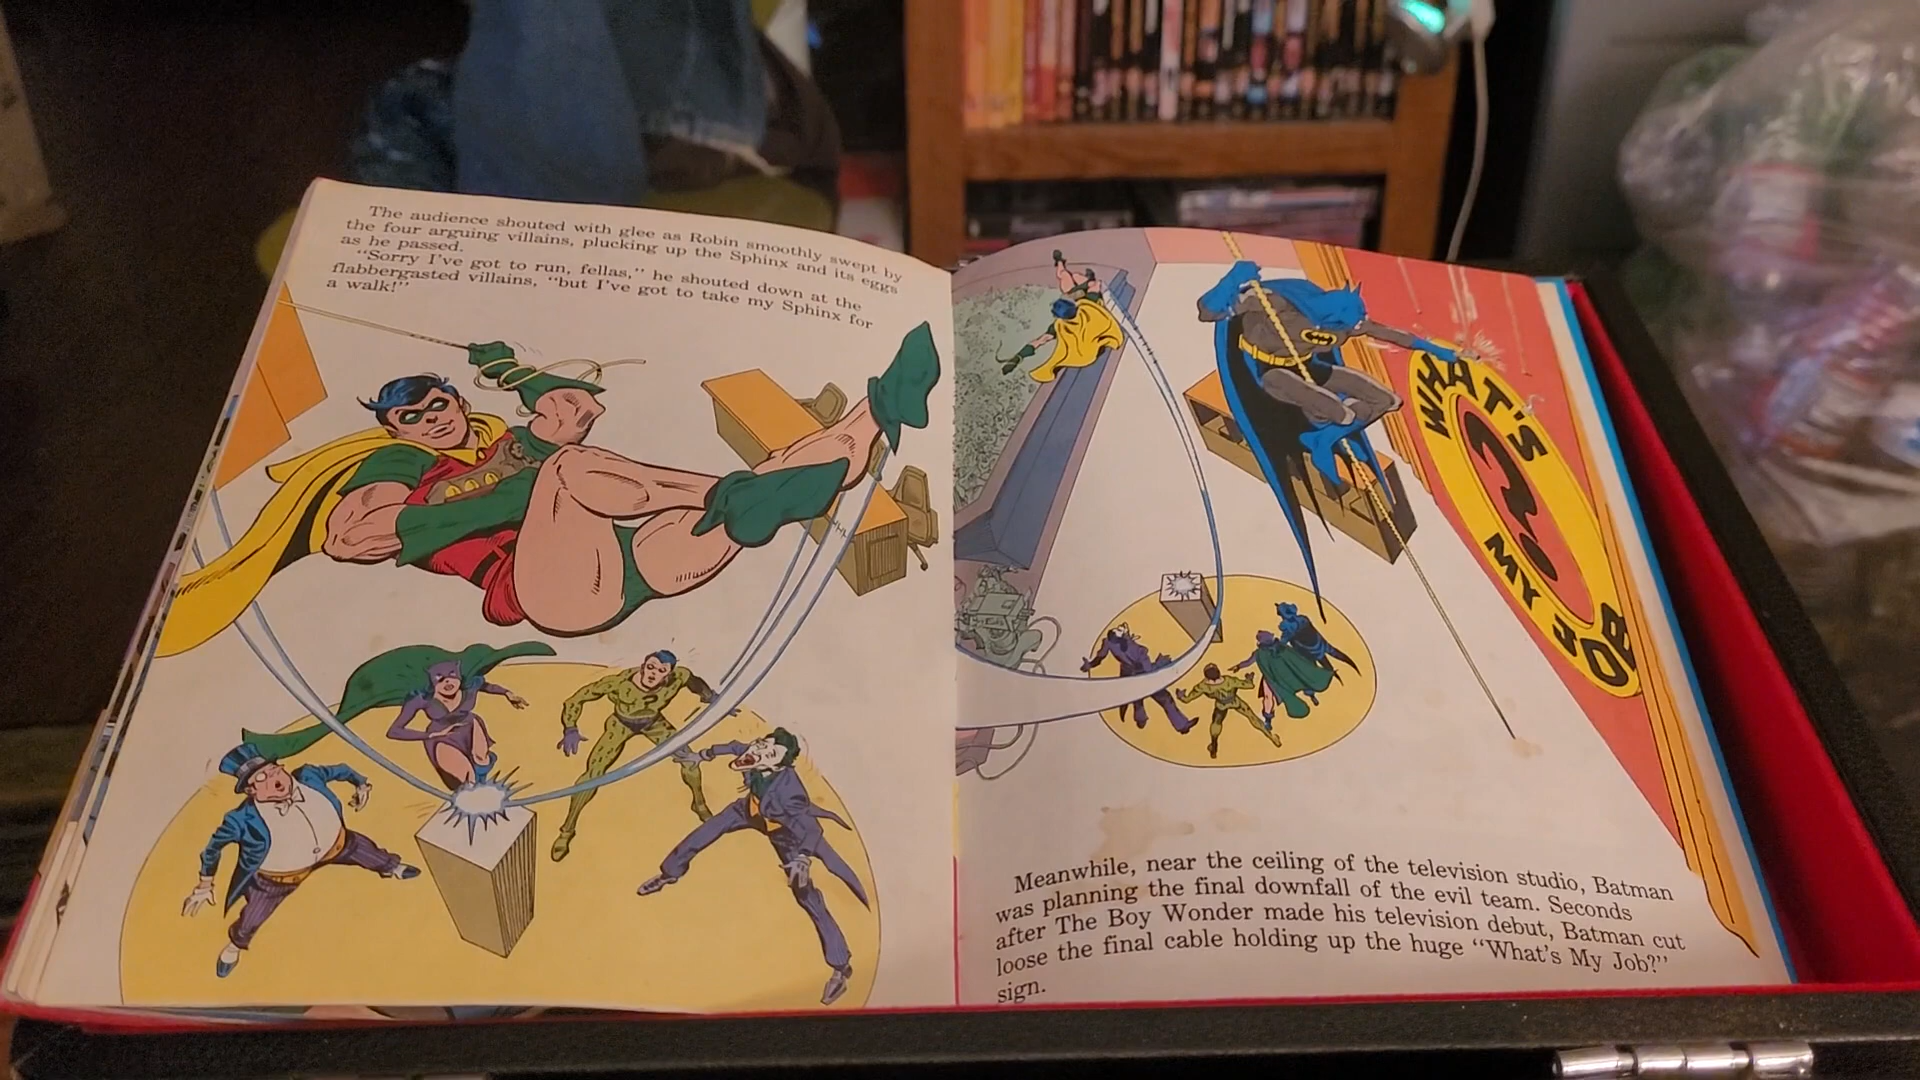 The audience shouted with glee as Robin smoothly swept by
the four arguing villains, plucking up the Sphinx and its eggs
as he passed.
"Sorry I've got to run, fellas," he shouted down at the
flabbergasted villains, "but I've got to take my Sphinx for
a walk!"
WHAT'S
?
MY JOB
Meanwhile, near the ceiling of the television studio, Batman
was planning the final downfall of the evil team. Seconds
after The Boy Wonder made his television debut, Batman cut
loose the final cable holding up the huge "What's My Job?"
sign.